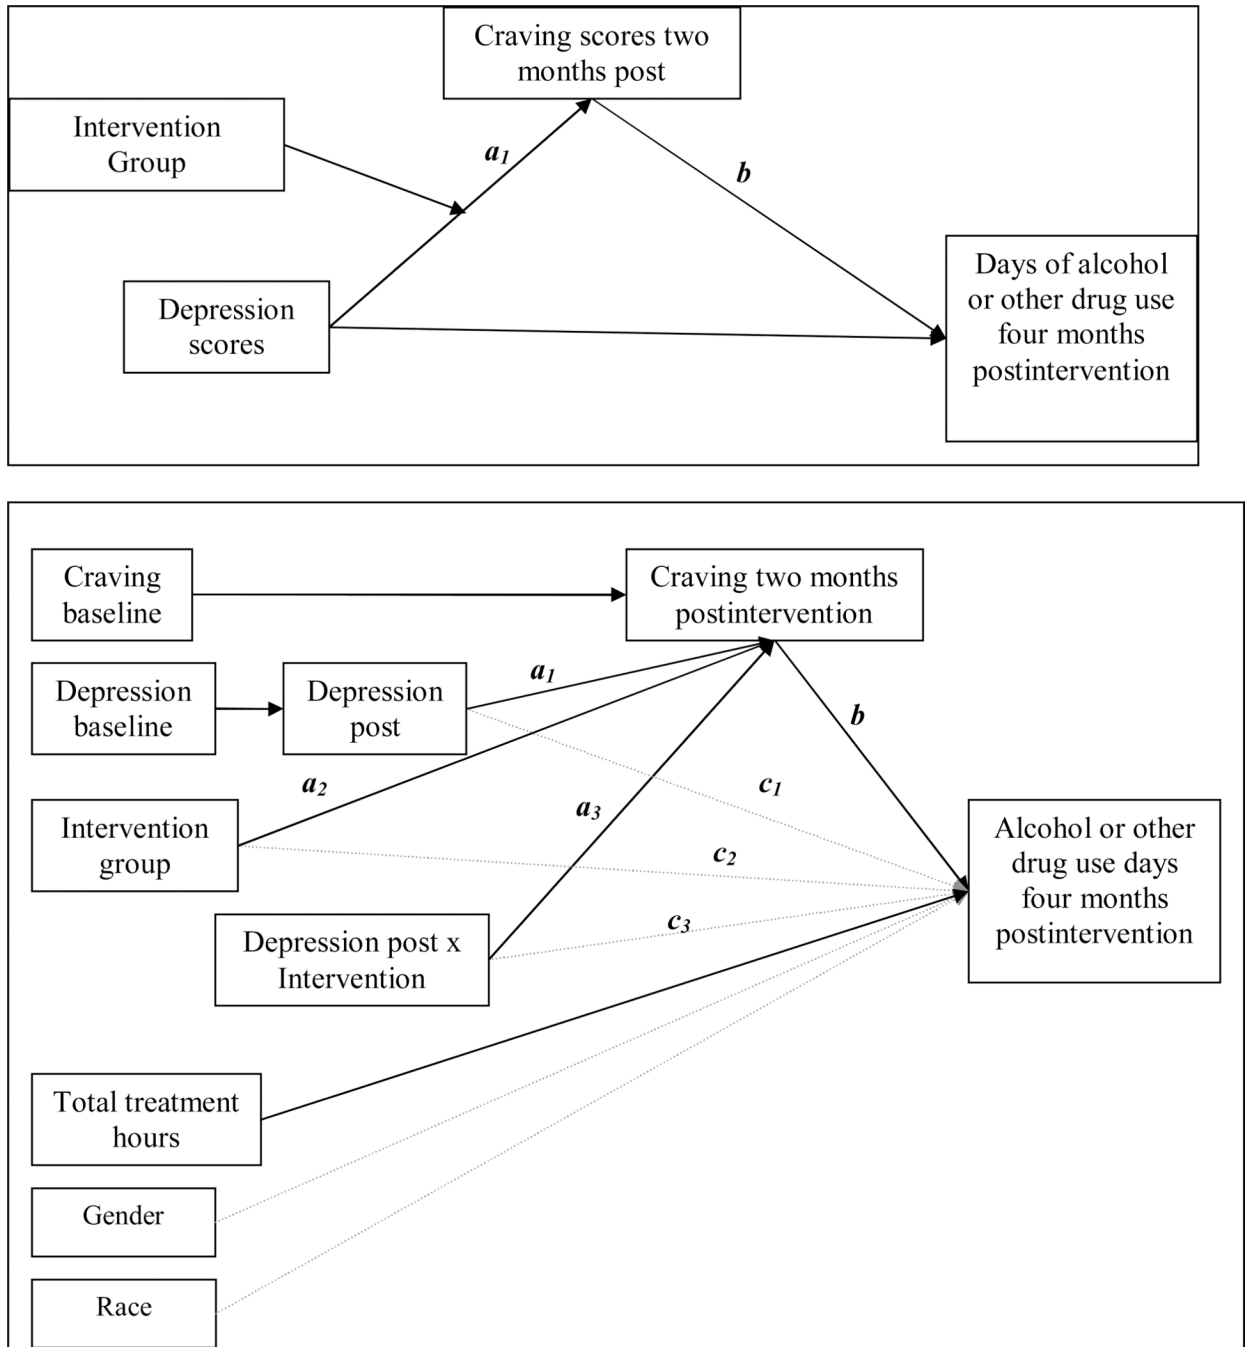 Craving scores two
months post
Intervention
Group
a1
b
Depression
scores
Days of alcohol
or other drug use
four months
postintervention
Craving
baseline
Craving two months
postintervention
Depression
baseline
Depression
post
a1
b
a2
c1
a3
Intervention
group
c2
Alcohol or other
drug use days
four months
postintervention
Depression post x
Intervention
c3
Total treatment
hours
Gender
Race